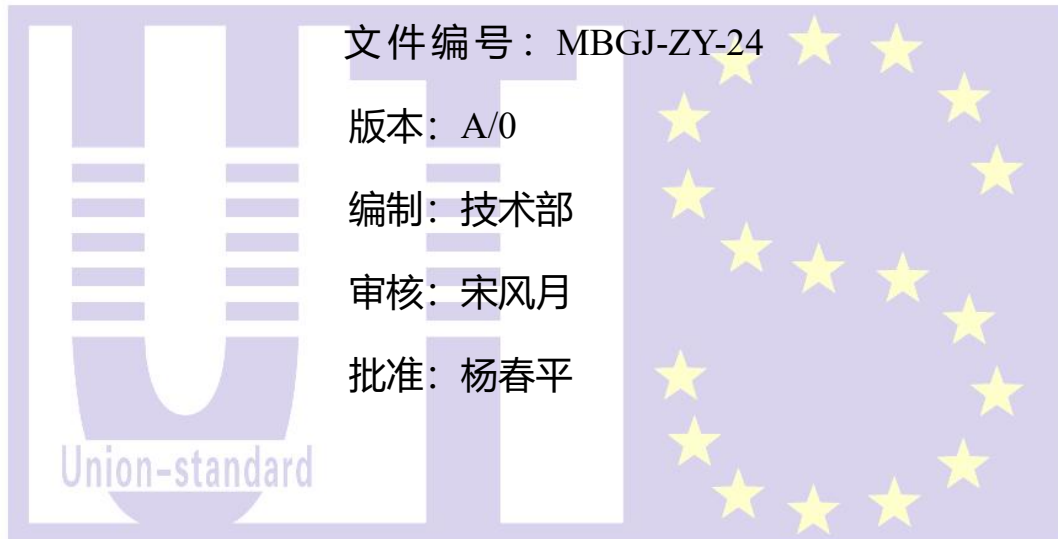 文件编号：MBGJ-ZY-24
版本：A/0
编制：技术部
审核：宋风月
批准：杨春平
Union-standard